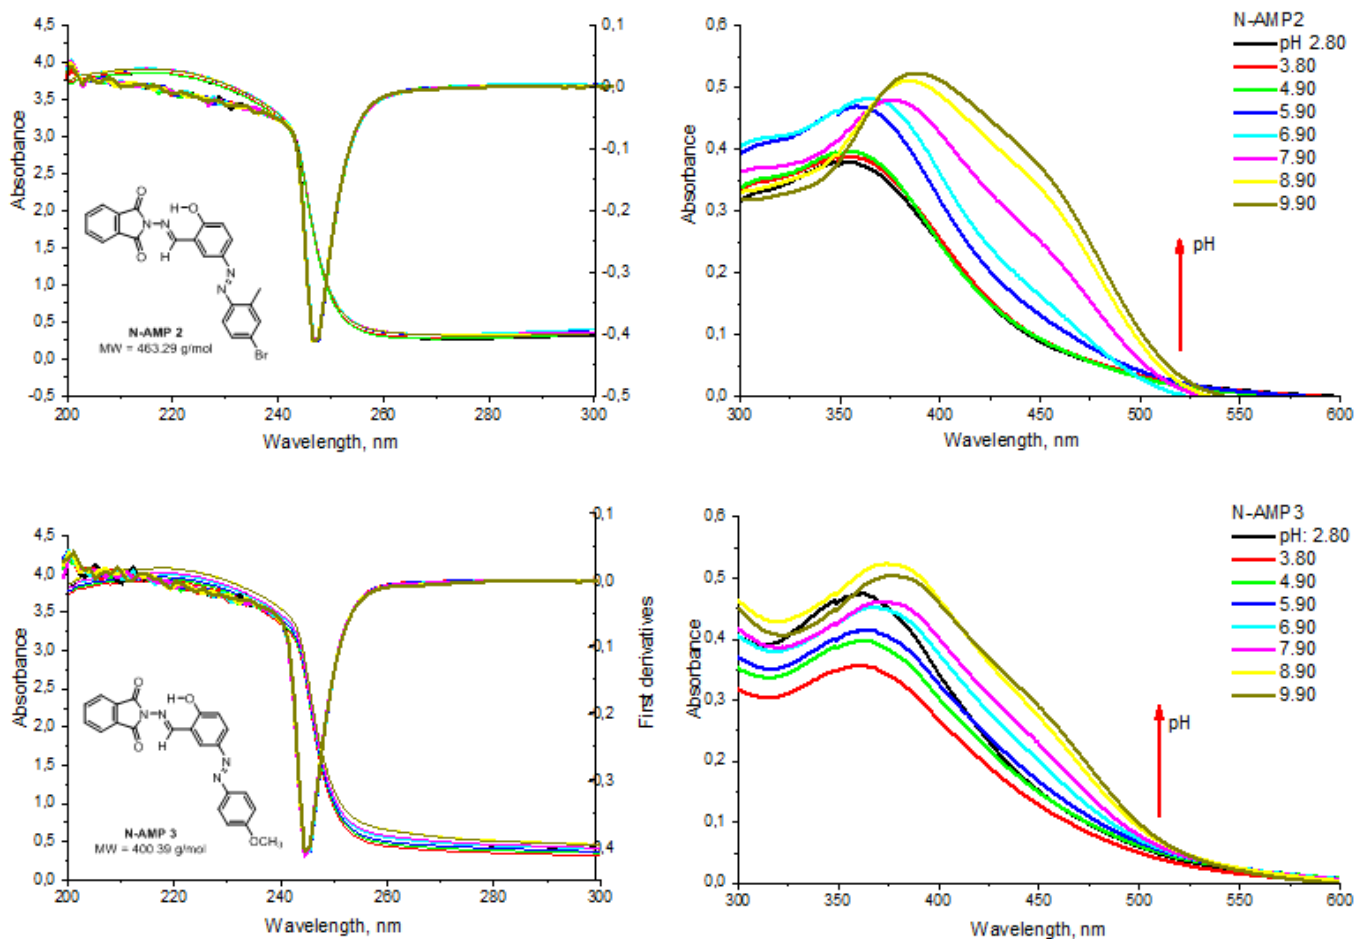 4,5
4,0
3,5
3,0
2,5
2,0
1,5
1,0
0,5
0,0
-0,5
Absorbance
0,1
0,0
-0,1
-0,2
-0,3
-0,4
-0,5
200 220 240 260 280 300
Wavelength, nm
O
N
N
O
H
H-O
N
N
Br
N-AMP 2
MW = 463.29 g/mol
0,6
0,5
0,4
0,3
0,2
0,1
0,0
Absorbance
300 350 400 450 500 550 600
Wavelength, nm
pH
N-AMP2
pH 2.80
3.80
4.90
5.90
6.90
7.90
8.90
9.90
4,5
4,0
3,5
3,0
2,5
2,0
1,5
1,0
0,5
0,0
Absorbance
0,1
0,0
-0,1
-0,2
-0,3
-0,4
First derivatives
200 220 240 260 280 300
Wavelength, nm
O
N
N
O
H
H-O
N
N
OCH3
N-AMP 3
MW = 400.39 g/mol
0,6
0,5
0,4
0,3
0,2
0,1
0,0
Absorbance
300 350 400 450 500 550 600
Wavelength, nm
pH
N-AMP3
pH: 2.80
3.80
4.90
5.90
6.90
7.90
8.90
9.90